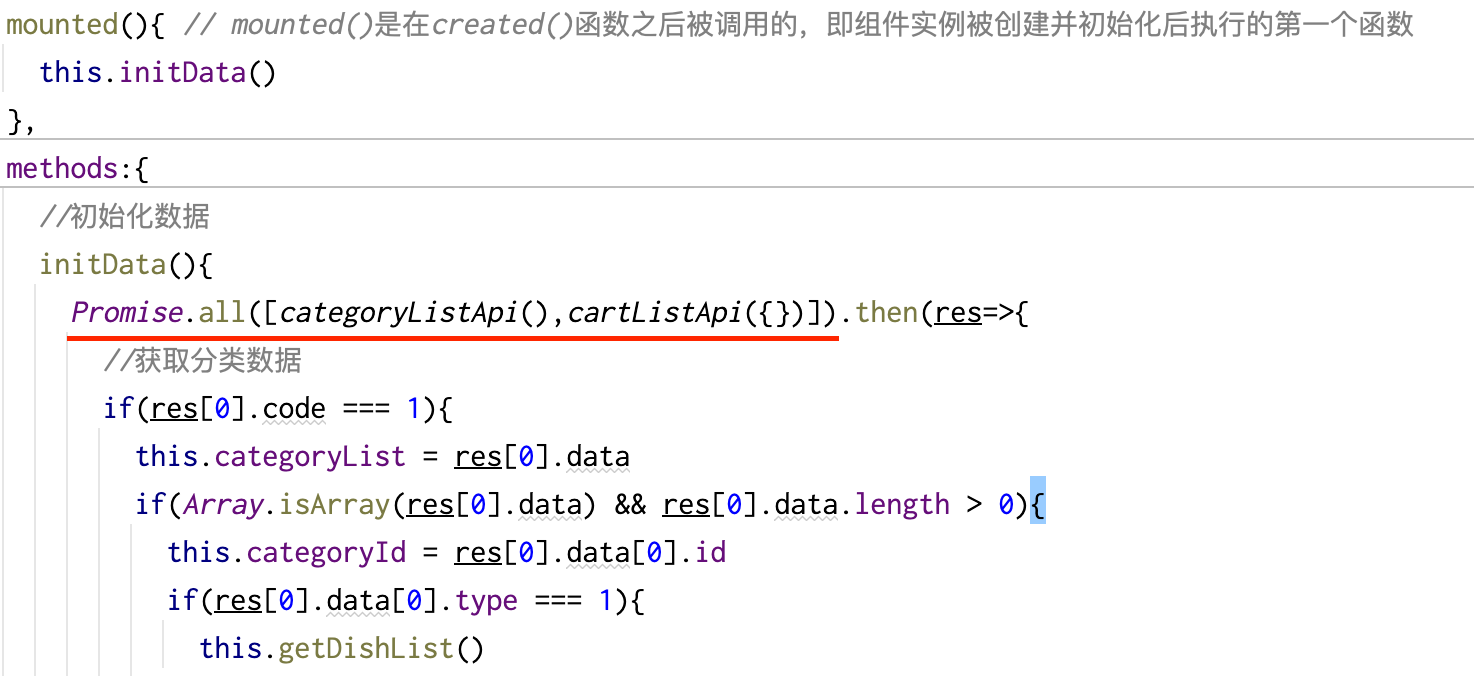 mounted(){ // mounted()是在created()函数之后被调用的，即组件实例被创建并初始化后执行的第一个函数
this.initData()
},
methods:{
//初始化数据
initData(){
Promise.all([categoryListApi(),cartListApi({})]).then(res=>{
//获取分类数据
if(res[0].code === 1){
this.categoryList = res[0].data
if(Array.isArray(res[0].data) && res[0].data.length > 0){
this.categoryId = res[0].data[0].id
if(res[0].data[0].type === 1){
this.getDishList()